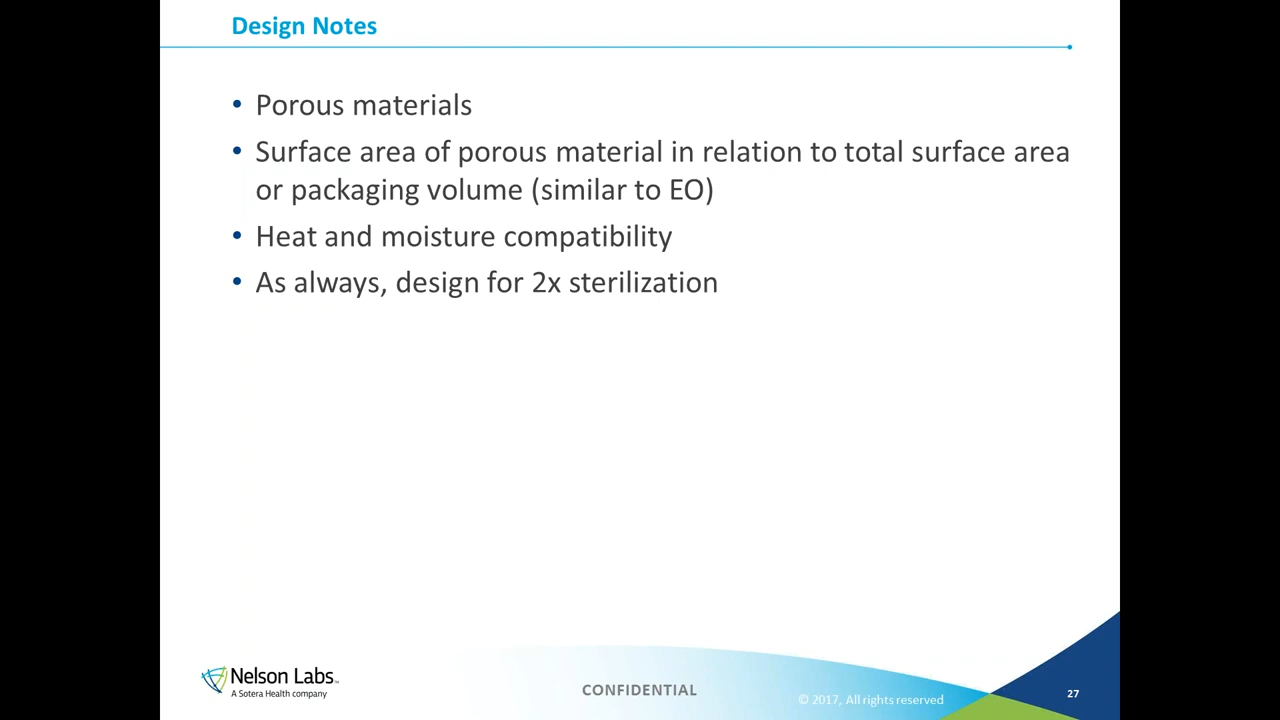 Design Notes
• Porous materials
• Surface area of porous material in relation to total surface area
or packaging volume (similar to EO)
• Heat and moisture compatibility
• As always, design for 2x sterilization
Nelson Labs™
A Sotera Health company
CONFIDENTIAL
© 2017, All rights reserved
27